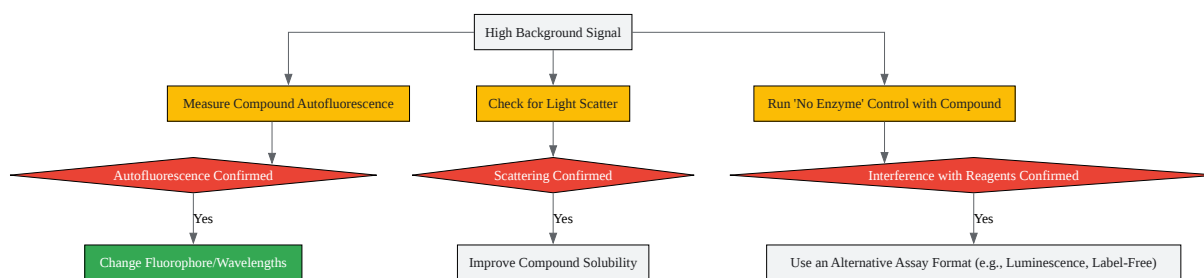 High Background Signal
Measure Compound Autofluorescence
Check for Light Scatter
Run 'No Enzyme' Control with Compound
Autofluorescence Confirmed
Scattering Confirmed
Interference with Reagents Confirmed
Yes
Yes
Yes
Change Fluorophore/Wavelengths
Improve Compound Solubility
Use an Alternative Assay Format (e.g., Luminescence, Label-Free)